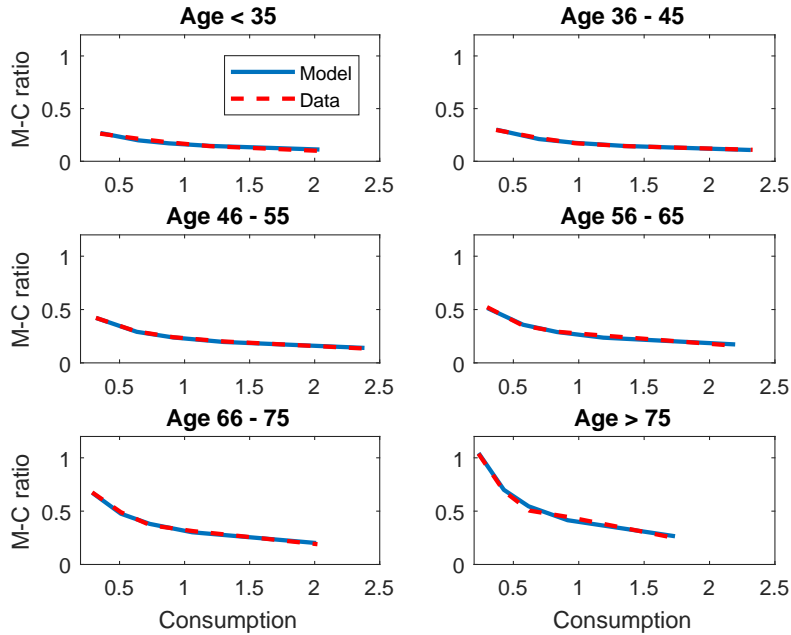 Age < 35
Age 36 - 45
M-C ratio
1
0.5
0
Model
Data
0.5 1 1.5 2 2.5
1
0.5
0
0.5 1 1.5 2 2.5
Age 46 - 55
Age 56 - 65
M-C ratio
1
0.5
0
0.5 1 1.5 2 2.5
1
0.5
0
0.5 1 1.5 2 2.5
Age 66 - 75
Age > 75
M-C ratio
1
0.5
0
0.5 1 1.5 2 2.5
Consumption
1
0.5
0
0.5 1 1.5 2 2.5
Consumption